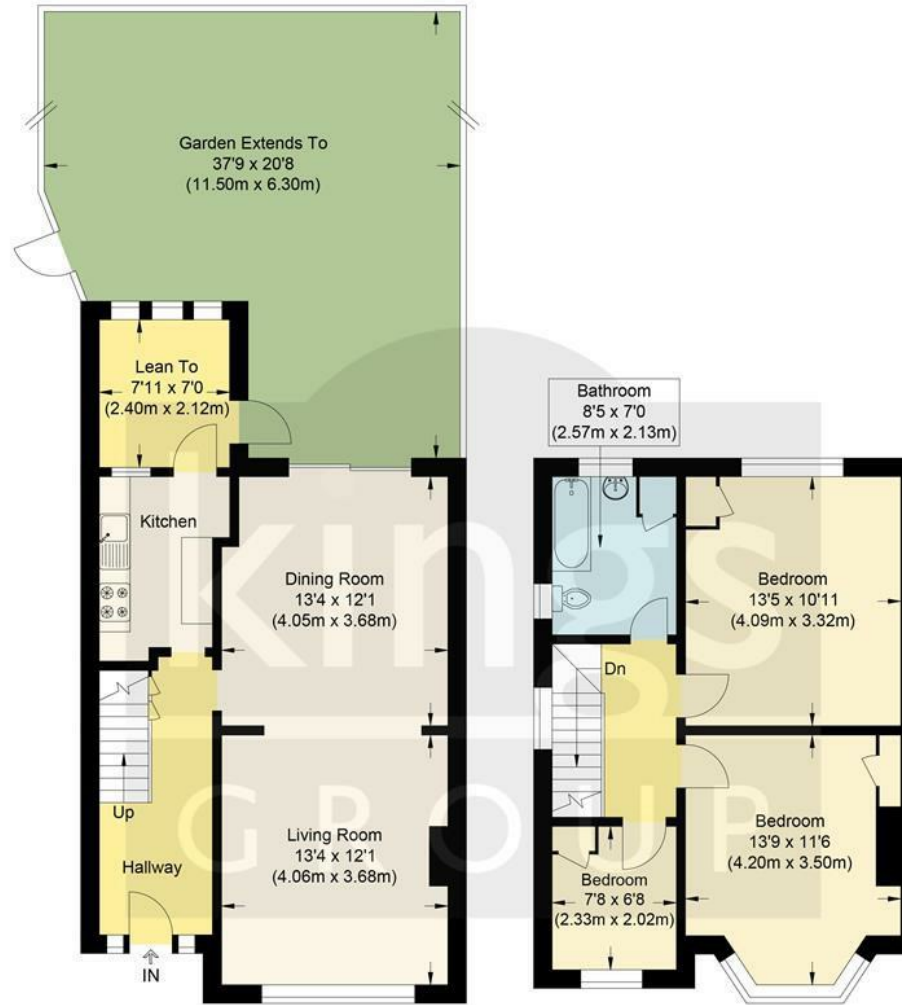 Garden Extends To
37'9 x 20'8
(11.50m x 6.30m)
Lean To
7'11 x 7'0
(2.40m x 2.12m)
Kitchen
Dining Room
13'4 x 12'1
(4.05m x 3.68m)
Up
Hallway
Living Room
13'4 x 12'1
(4.06m x 3.68m)
IN
Bathroom
8'5 x 7'0
(2.57m x 2.13m)
Bedroom
13'5 x 10'11
(4.09m x 3.32m)
Dn
Bedroom
13'9 x 11'6
(4.20m x 3.50m)
Bedroom
7'8 x 6'8
(2.33m x 2.02m)
kings
GROUP